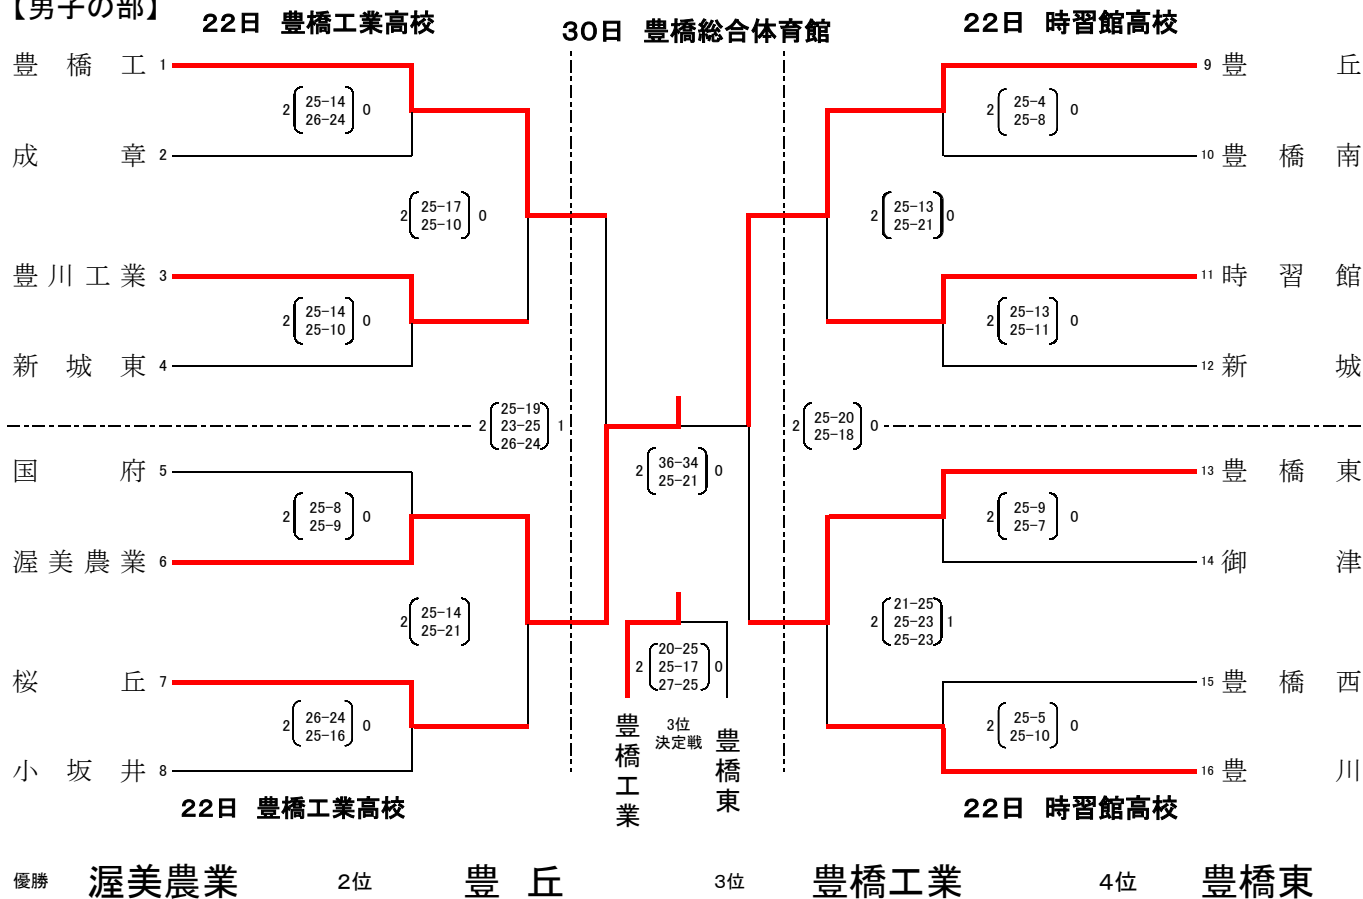 【男子の部】
22日 豊橋工業高校
30日 豊橋総合体育館
22日 時習館高校
豊橋工 1
2 25-14 0
26-24
成章 2
2 25-17 0
25-10
豊川工業 3
2 25-14 0
25-10
新城東 4
2 25-19 1
23-25
26-24
国府 5
2 25-8 0
25-9
渥美農業 6
2 25-14
25-21
桜丘 7
2 26-24 0
25-16
小坂井 8
22日 豊橋工業高校
2 36-34 0
25-21
2 20-25 0
25-17
27-25
3位
決定戦
豊橋工業
豊橋東
9 豊丘
2 25-4 0
25-8
10 豊橋南
2 25-13 0
25-21
11 時習館
2 25-13 0
25-11
12 新城
2 25-20 0
25-18
13 豊橋東
2 25-9 0
25-7
14 御津
2 21-25 1
25-23
25-23
15 豊橋西
2 25-5 0
25-10
16 豊川
22日 時習館高校
優勝 渥美農業 2位 豊丘 3位 豊橋工業 4位 豊橋東